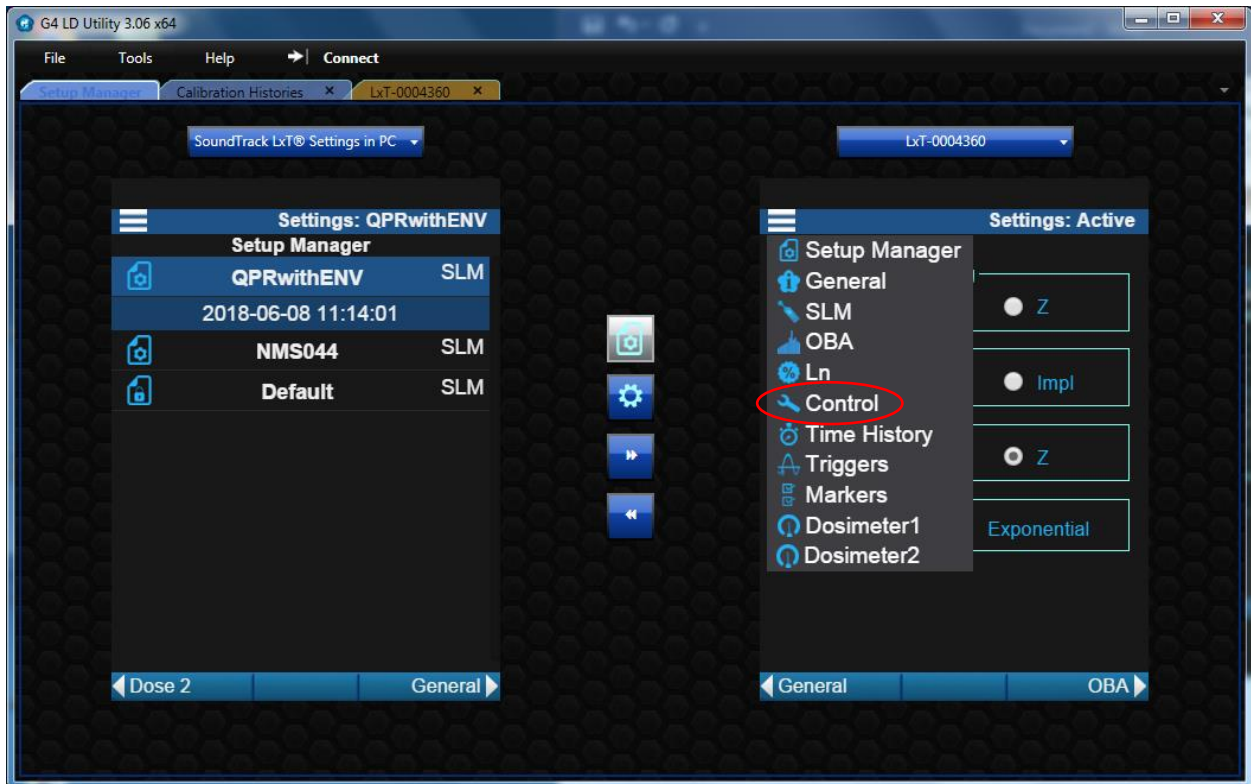 G4 LD Utility 3.06 x64
File Tools Help Connect
Setup Manager Calibration Histories × LxT-0004360 ×
SoundTrack LxT® Settings in PC
LxT-0004360
Settings: QPRwithENV
Setup Manager
QPRwithENV SLM
2018-06-08 11:14:01
NMS044 SLM
Default SLM
Dose 2 General
Settings: Active
Setup Manager
General
SLM
OBA
Ln
Control
Time History
Triggers
Markers
Dosimeter1
Dosimeter2
Z
Impl
Z
Exponential
General OBA